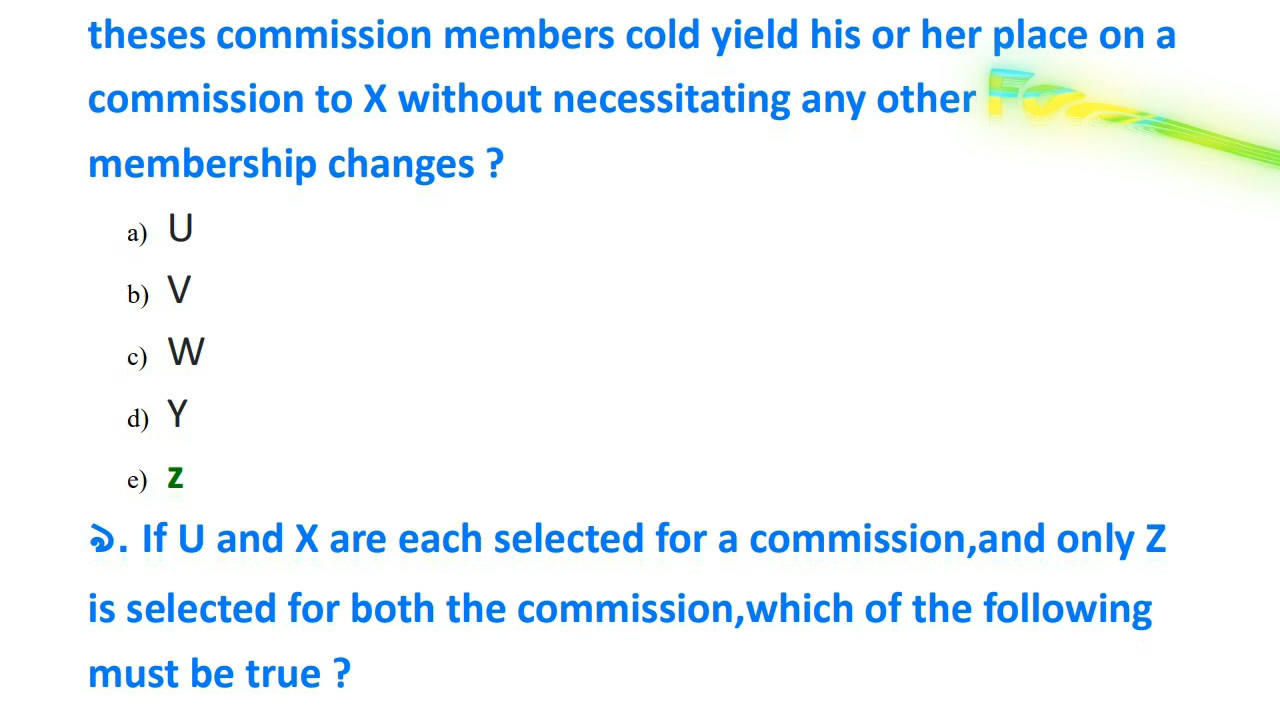 theses commission members cold yield his or her place on a
commission to X without necessitating any other
membership changes ?
a) U
b) V
c) W
d) Y
e) Z
৯. If U and X are each selected for a commission,and only Z
is selected for both the commission,which of the following
must be true ?